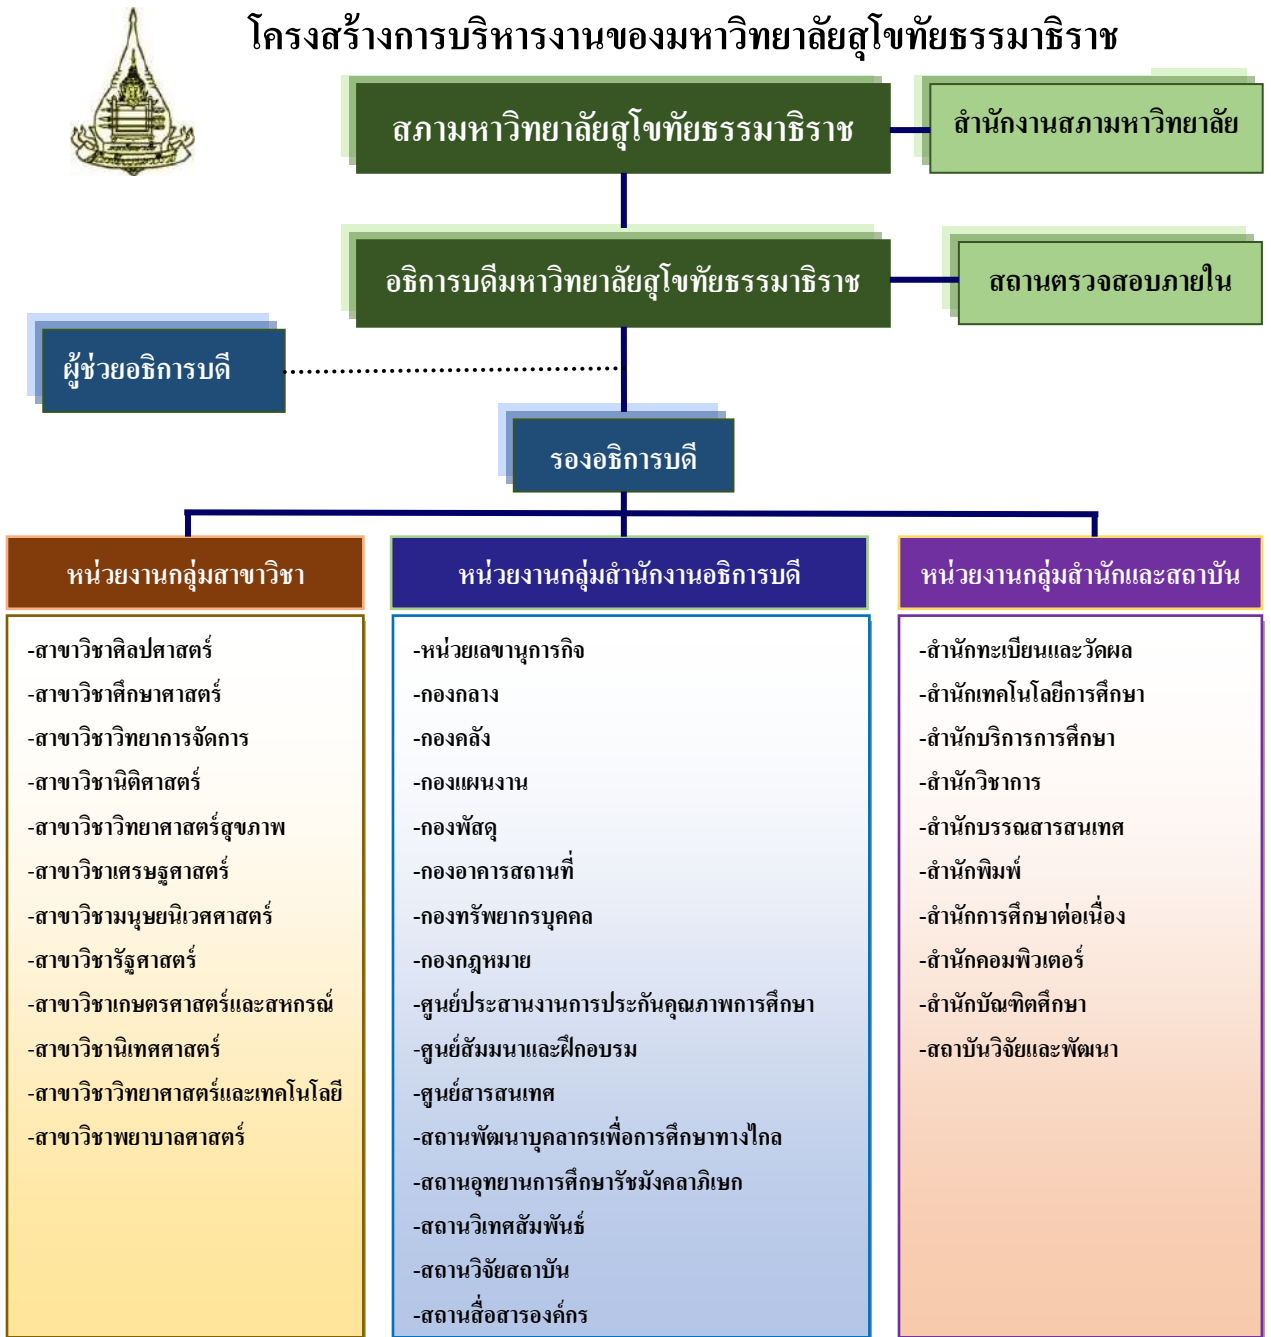 โครงสร้างการบริหารงานของมหาวิทยาลัยสุโขทัยธรรมาธิราช
สภามหาวิทยาลัยสุโขทัยธรรมาธิราช
สำนักงานสภามหาวิทยาลัย
อธิการบดีมหาวิทยาลัยสุโขทัยธรรมาธิราช
สถานตรวจสอบภายใน
ผู้ช่วยอธิการบดี
รองอธิการบดี
หน่วยงานกลุ่มสาขาวิชา
-สาขาวิชาศิลปศาสตร์
-สาขาวิชาศึกษาศาสตร์
-สาขาวิชาวิทยาการจัดการ
-สาขาวิชานิติศาสตร์
-สาขาวิชาวิทยาศาสตร์สุขภาพ
-สาขาวิชาเศรษฐศาสตร์
-สาขาวิชามนุษยนิเวศศาสตร์
-สาขาวิชารัฐศาสตร์
-สาขาวิชาเกษตรศาสตร์และสหกรณ์
-สาขาวิชานิเทศศาสตร์
-สาขาวิชาวิทยาศาสตร์และเทคโนโลยี
-สาขาวิชาพยาบาลศาสตร์
หน่วยงานกลุ่มสำนักงานอธิการบดี
-หน่วยเลขานุการกิจ
-กองกลาง
-กองคลัง
-กองแผนงาน
-กองพัสดุ
-กองอาคารสถานที่
-กองทรัพยากรบุคคล
-กองกฎหมาย
-ศูนย์ประสานงานการประกันคุณภาพการศึกษา
-ศูนย์สัมมนาและฝึกอบรม
-ศูนย์สารสนเทศ
-สถานพัฒนาบุคลากรเพื่อการศึกษาทางไกล
-สถานอุทยานการศึกษารัชมังคลาภิเษก
-สถานวิเทศสัมพันธ์
-สถานวิจัยสถาบัน
-สถานสื่อสารองค์กร
หน่วยงานกลุ่มสำนักและสถาบัน
-สำนักทะเบียนและวัดผล
-สำนักเทคโนโลยีการศึกษา
-สำนักบริการการศึกษา
-สำนักวิชาการ
-สำนักบรรณสารสนเทศ
-สำนักพิมพ์
-สำนักการศึกษาต่อเนื่อง
-สำนักคอมพิวเตอร์
-สำนักบัณฑิตศึกษา
-สถาบันวิจัยและพัฒนา